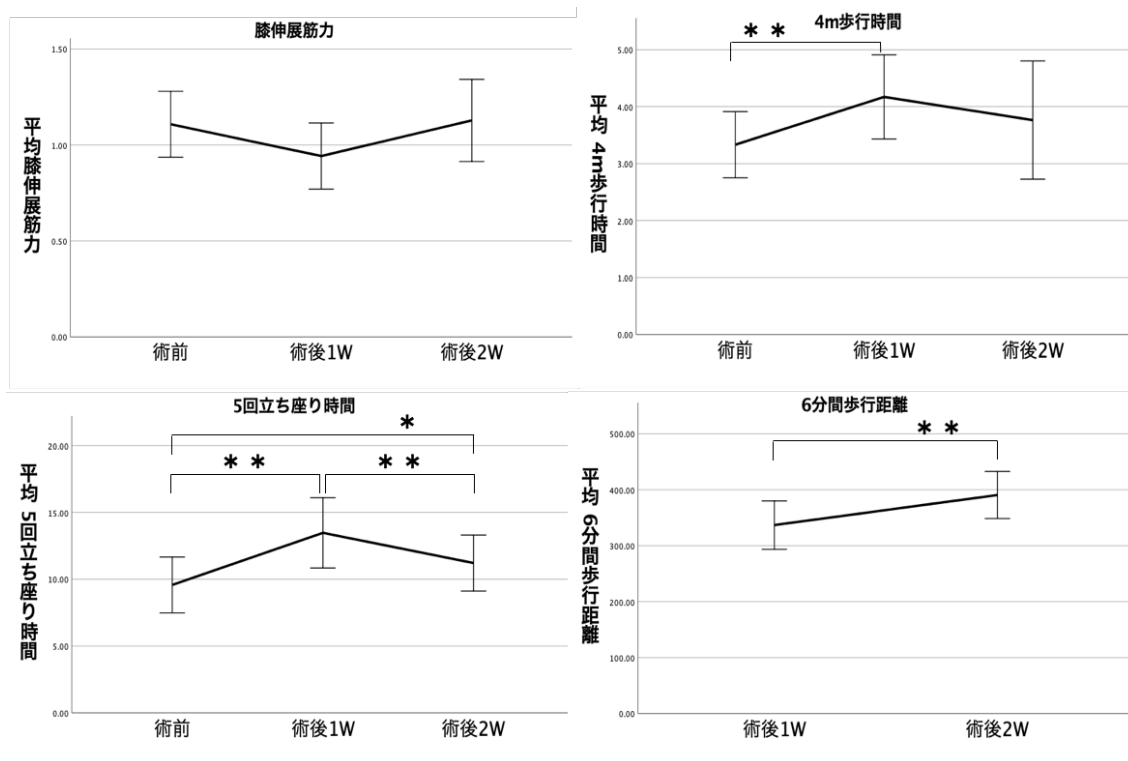 膝伸展筋力
平均膝伸展筋力
1.50
1.00
0.50
0.00
術前
術後1W
術後2W
4m歩行時間
平均 4m歩行時間
5.00
4.00
3.00
2.00
1.00
0.00
＊＊
術前
術後1W
術後2W
5回立ち座り時間
平均 5回立ち座り時間
20.00
15.00
10.00
5.00
0.00
＊
＊＊
＊＊
術前
術後1W
術後2W
6分間歩行距離
平均 6分間歩行距離
500.00
400.00
300.00
200.00
100.00
0.00
＊＊
術後1W
術後2W